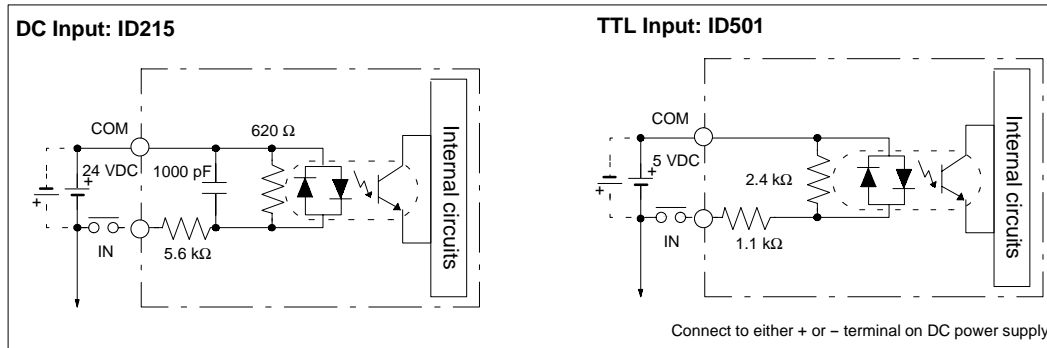 DC Input: ID215
TTL Input: ID501
COM
620 Ω
24 VDC
1000 pF
+
+
IN
5.6 kΩ
Internal circuits
COM
5 VDC
2.4 kΩ
+
+
IN
1.1 kΩ
Internal circuits
Connect to either + or – terminal on DC power supply